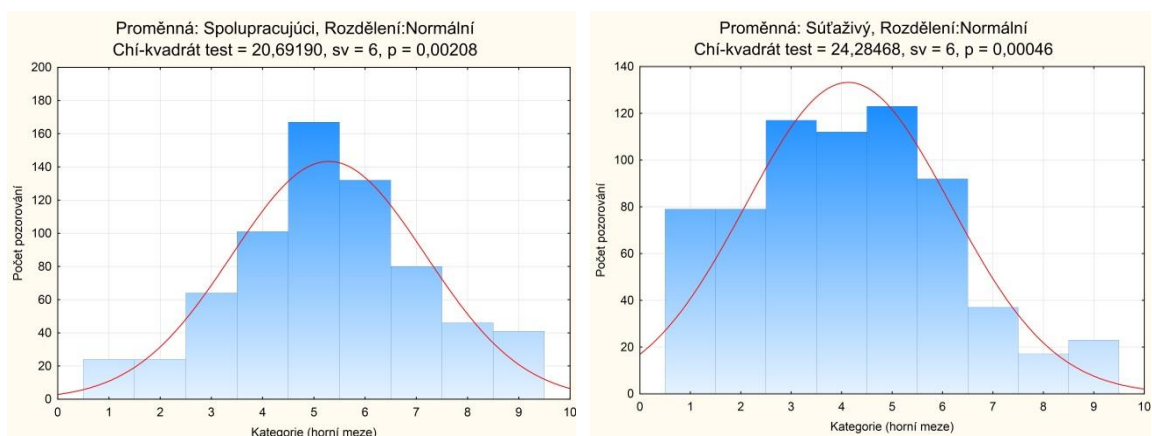 Proměnná: Spolupracujúci, Rozdělení:Normální
Chí-kvadrát test = 20,69190, sv = 6, p = 0,00208
200
180
160
140
120
100
80
60
40
20
0
Počet pozorování
0 1 2 3 4 5 6 7 8 9 10
Kategorie (horní meze)
Proměnná: Súťaživý, Rozdělení:Normální
Chí-kvadrát test = 24,28468, sv = 6, p = 0,00046
140
120
100
80
60
40
20
0
Počet pozorování
0 1 2 3 4 5 6 7 8 9 10
Kategorie (horní meze)